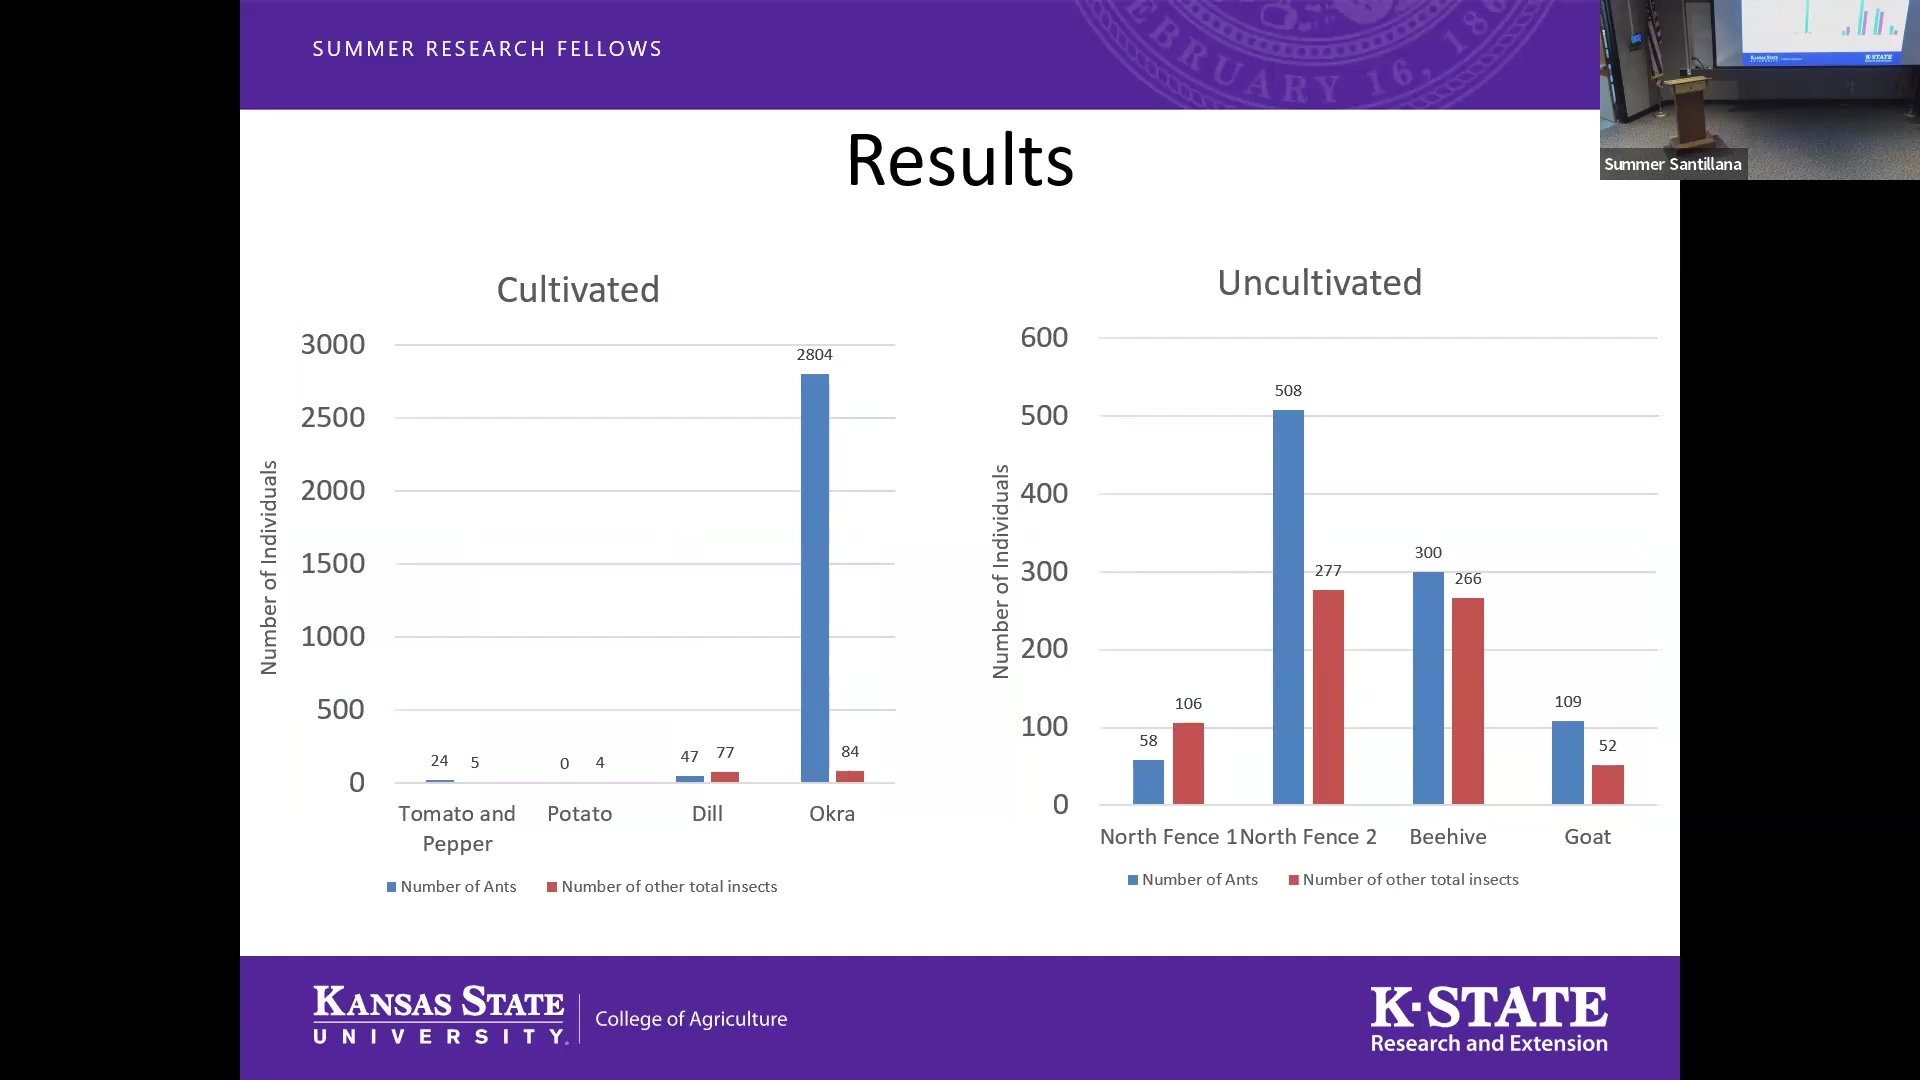 SUMMER RESEARCH FELLOWS
FEBRUARY 16, 186
Summer Santillana
Results
Cultivated
3000
2500
2000
1500
1000
500
0
Number of Individuals
24
5
0
4
47
77
2804
84
Tomato and
Pepper
Potato
Dill
Okra
Number of Ants
Number of other total insects
Uncultivated
600
500
400
300
200
100
0
Number of Individuals
58
106
508
277
300
266
109
52
North Fence 1
North Fence 2
Beehive
Goat
Number of Ants
Number of other total insects
KANSAS STATE
UNIVERSITY.
College of Agriculture
K-STATE
Research and Extension